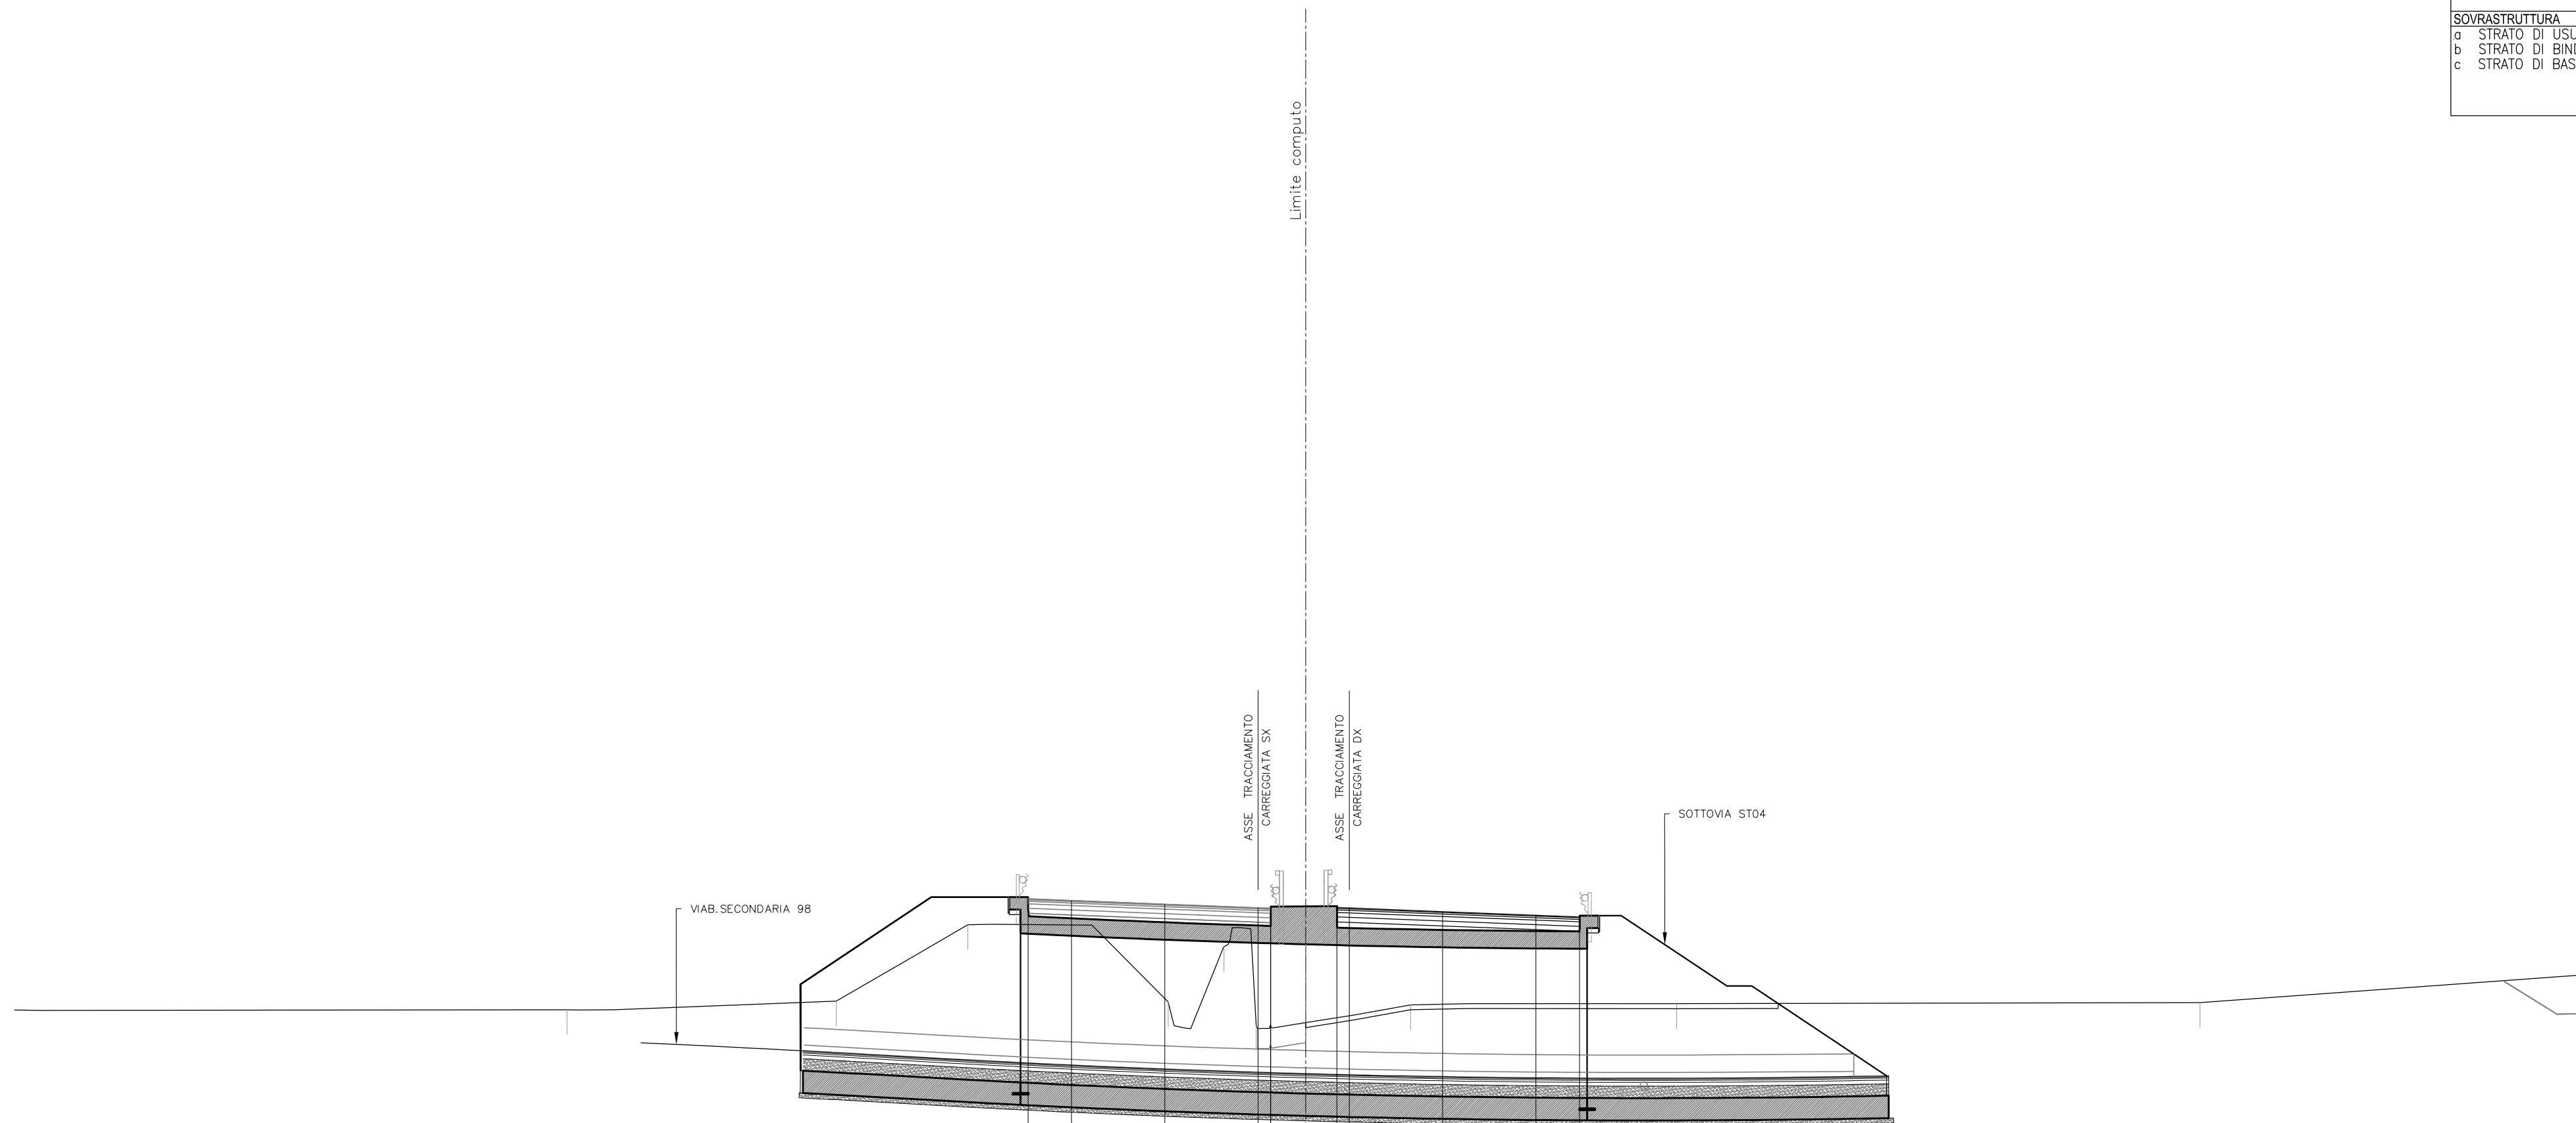 SOVRASTRUTTURA
a STRATO DI USU
b STRATO DI BIN
c STRATO DI BAS
Limite computo
ASSE TRACCIAMENTO
CARREGGIATA SX
ASSE TRACCIAMENTO
CARREGGIATA DX
SOTTOVIA ST04
VIAB.SECONDARIA 98